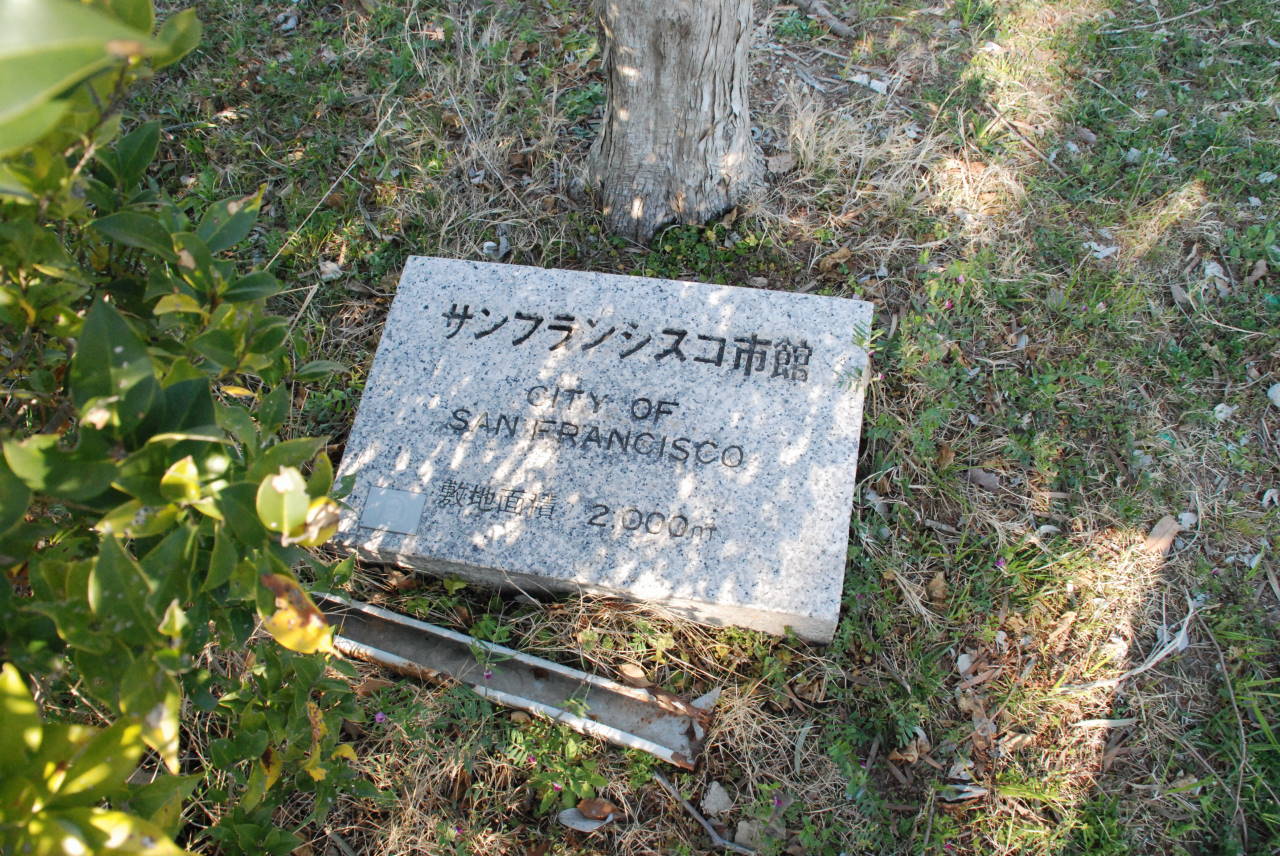 サンフランシスコ市館
CITY OF
SAN FRANCISCO
敷地面積 2,000㎡